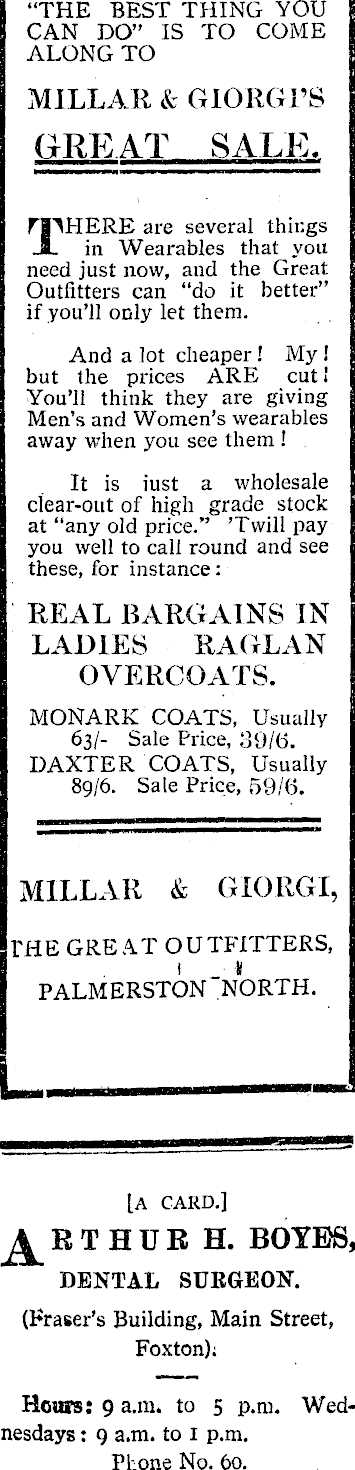 "THE BEST THING YOU
CAN DO" IS TO COME
ALONG TO
MILLAR & GIORGI'S
GREAT SALE.
THERE are several things
in Wearables that you
need just now, and the Great
Outfitters can "do it better"
if you'll only let them.
And a lot cheaper! My!
but the prices ARE cut!
You'll think they are giving
Men's and Women's wearables
away when you see them!
It is just a wholesale
clear-out of high grade stock
at "any old price." 'Twill pay
you well to call round and see
these, for instance:
REAL BARGAINS IN
LADIES RAGLAN
OVERCOATS.
MONARK COATS, Usually
63/- Sale Price, 39/6.
DAXTER COATS, Usually
89/6. Sale Price, 59/6.
MILLAR & GIORGI,
THE GREAT OUTFITTERS,
PALMERSTON NORTH.
[A CARD.]
ARTHUR H. BOYES,
DENTAL SURGEON.
(Fraser's Building, Main Street,
Foxton).
Hours: 9 a.m. to 5 p.m. Wed-
nesdays: 9 a.m. to 1 p.m.
Phone No. 60.